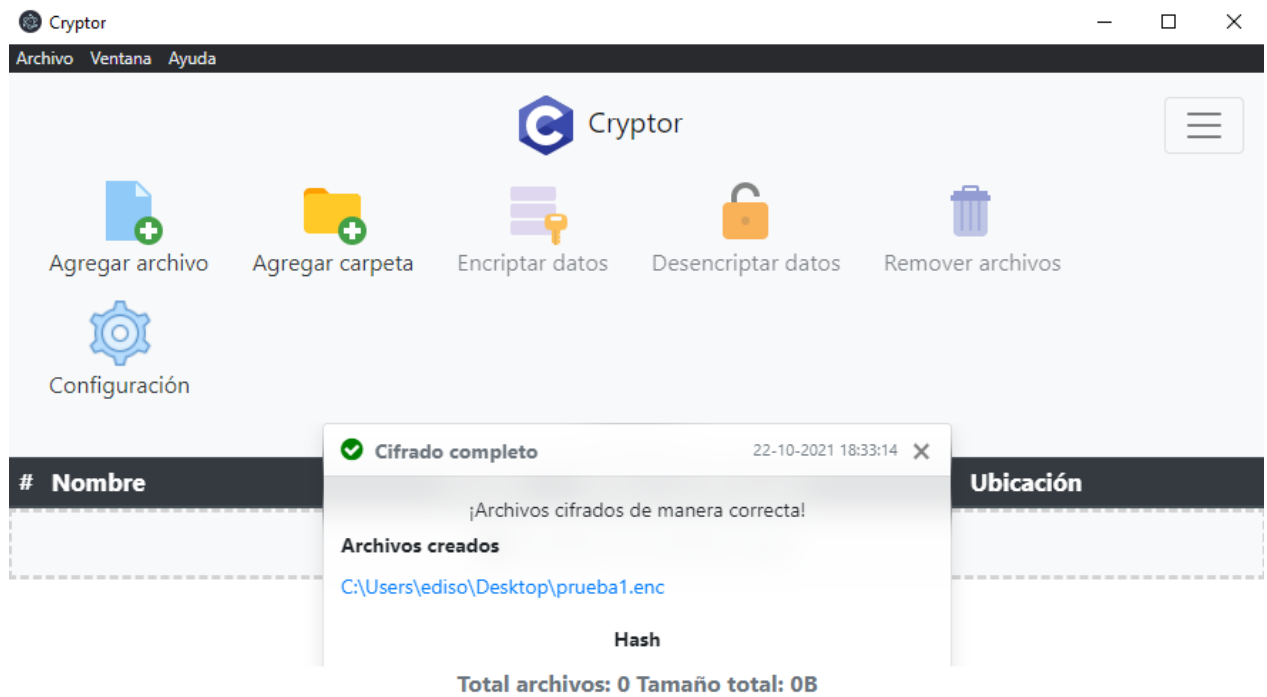 Cryptor
Archivo Ventana Ayuda
Cryptor
Agregar archivo Agregar carpeta Encriptar datos Desencriptar datos Remover archivos
Configuración
Cifrado completo 22-10-2021 18:33:14
# Nombre Ubicación
¡Archivos cifrados de manera correcta!
Archivos creados
C:\Users\ediso\Desktop\prueba1.enc
Hash
Total archivos: 0 Tamaño total: 0B